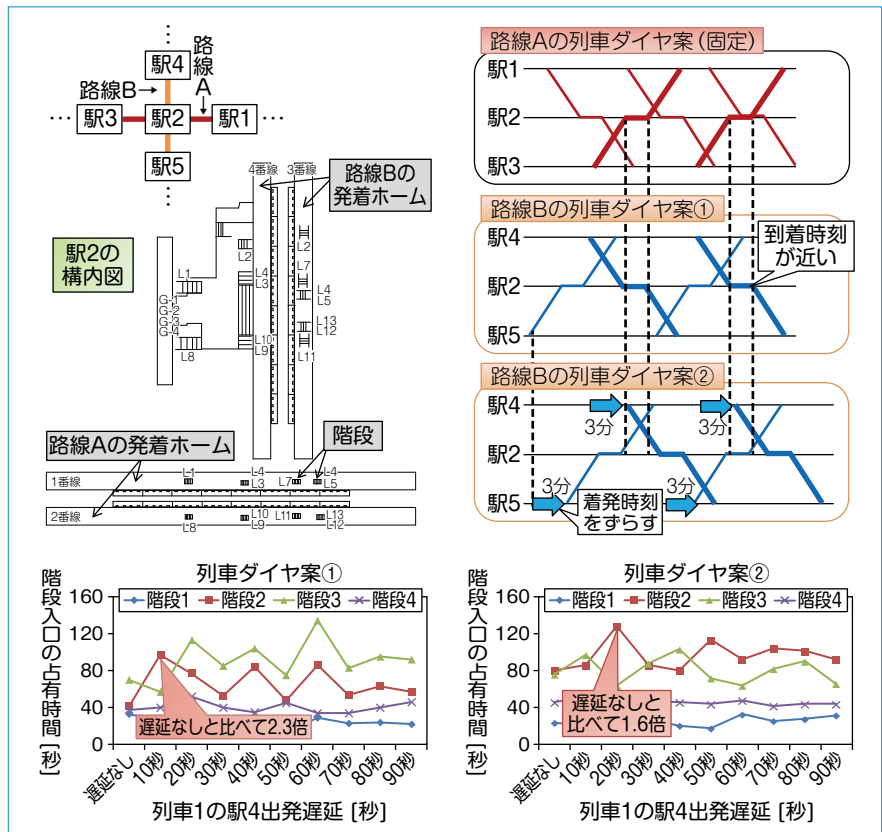 ⋮
駅4
路線A
路線B
…
駅3
駅2
駅1
…
駅5
⋮
4番線
3番線
路線Bの
発着ホーム
駅2の
構内図
L1
G-1
G-2
G-3
G-4
L8
L2
L4
L3
L10
L9
L2
L7
L4
L5
L13
L12
L11
路線Aの発着ホーム
階段
1番線
L1
L4
L3
L7
L4
L5
2番線
L8
L10
L9
L11
L13
L12
路線Aの列車ダイヤ案(固定)
駅1
駅2
駅3
路線Bの列車ダイヤ案①
駅4
駅2
駅5
到着時刻
が近い
路線Bの列車ダイヤ案②
駅4
3分
3分
駅2
駅5
3分
3分
着発時刻
をずらす
列車ダイヤ案①
階段入口の占有時間[秒]
160
120
80
40
0
階段1
階段2
階段3
階段4
遅延なしと比べて2.3倍
遅延なし
10秒
20秒
30秒
40秒
50秒
60秒
70秒
80秒
90秒
列車1の駅4出発遅延 [秒]
列車ダイヤ案②
階段入口の占有時間[秒]
160
120
80
40
0
階段1
階段2
階段3
階段4
遅延なしと
比べて1.6倍
遅延なし
10秒
20秒
30秒
40秒
50秒
60秒
70秒
80秒
90秒
列車1の駅4出発遅延 [秒]